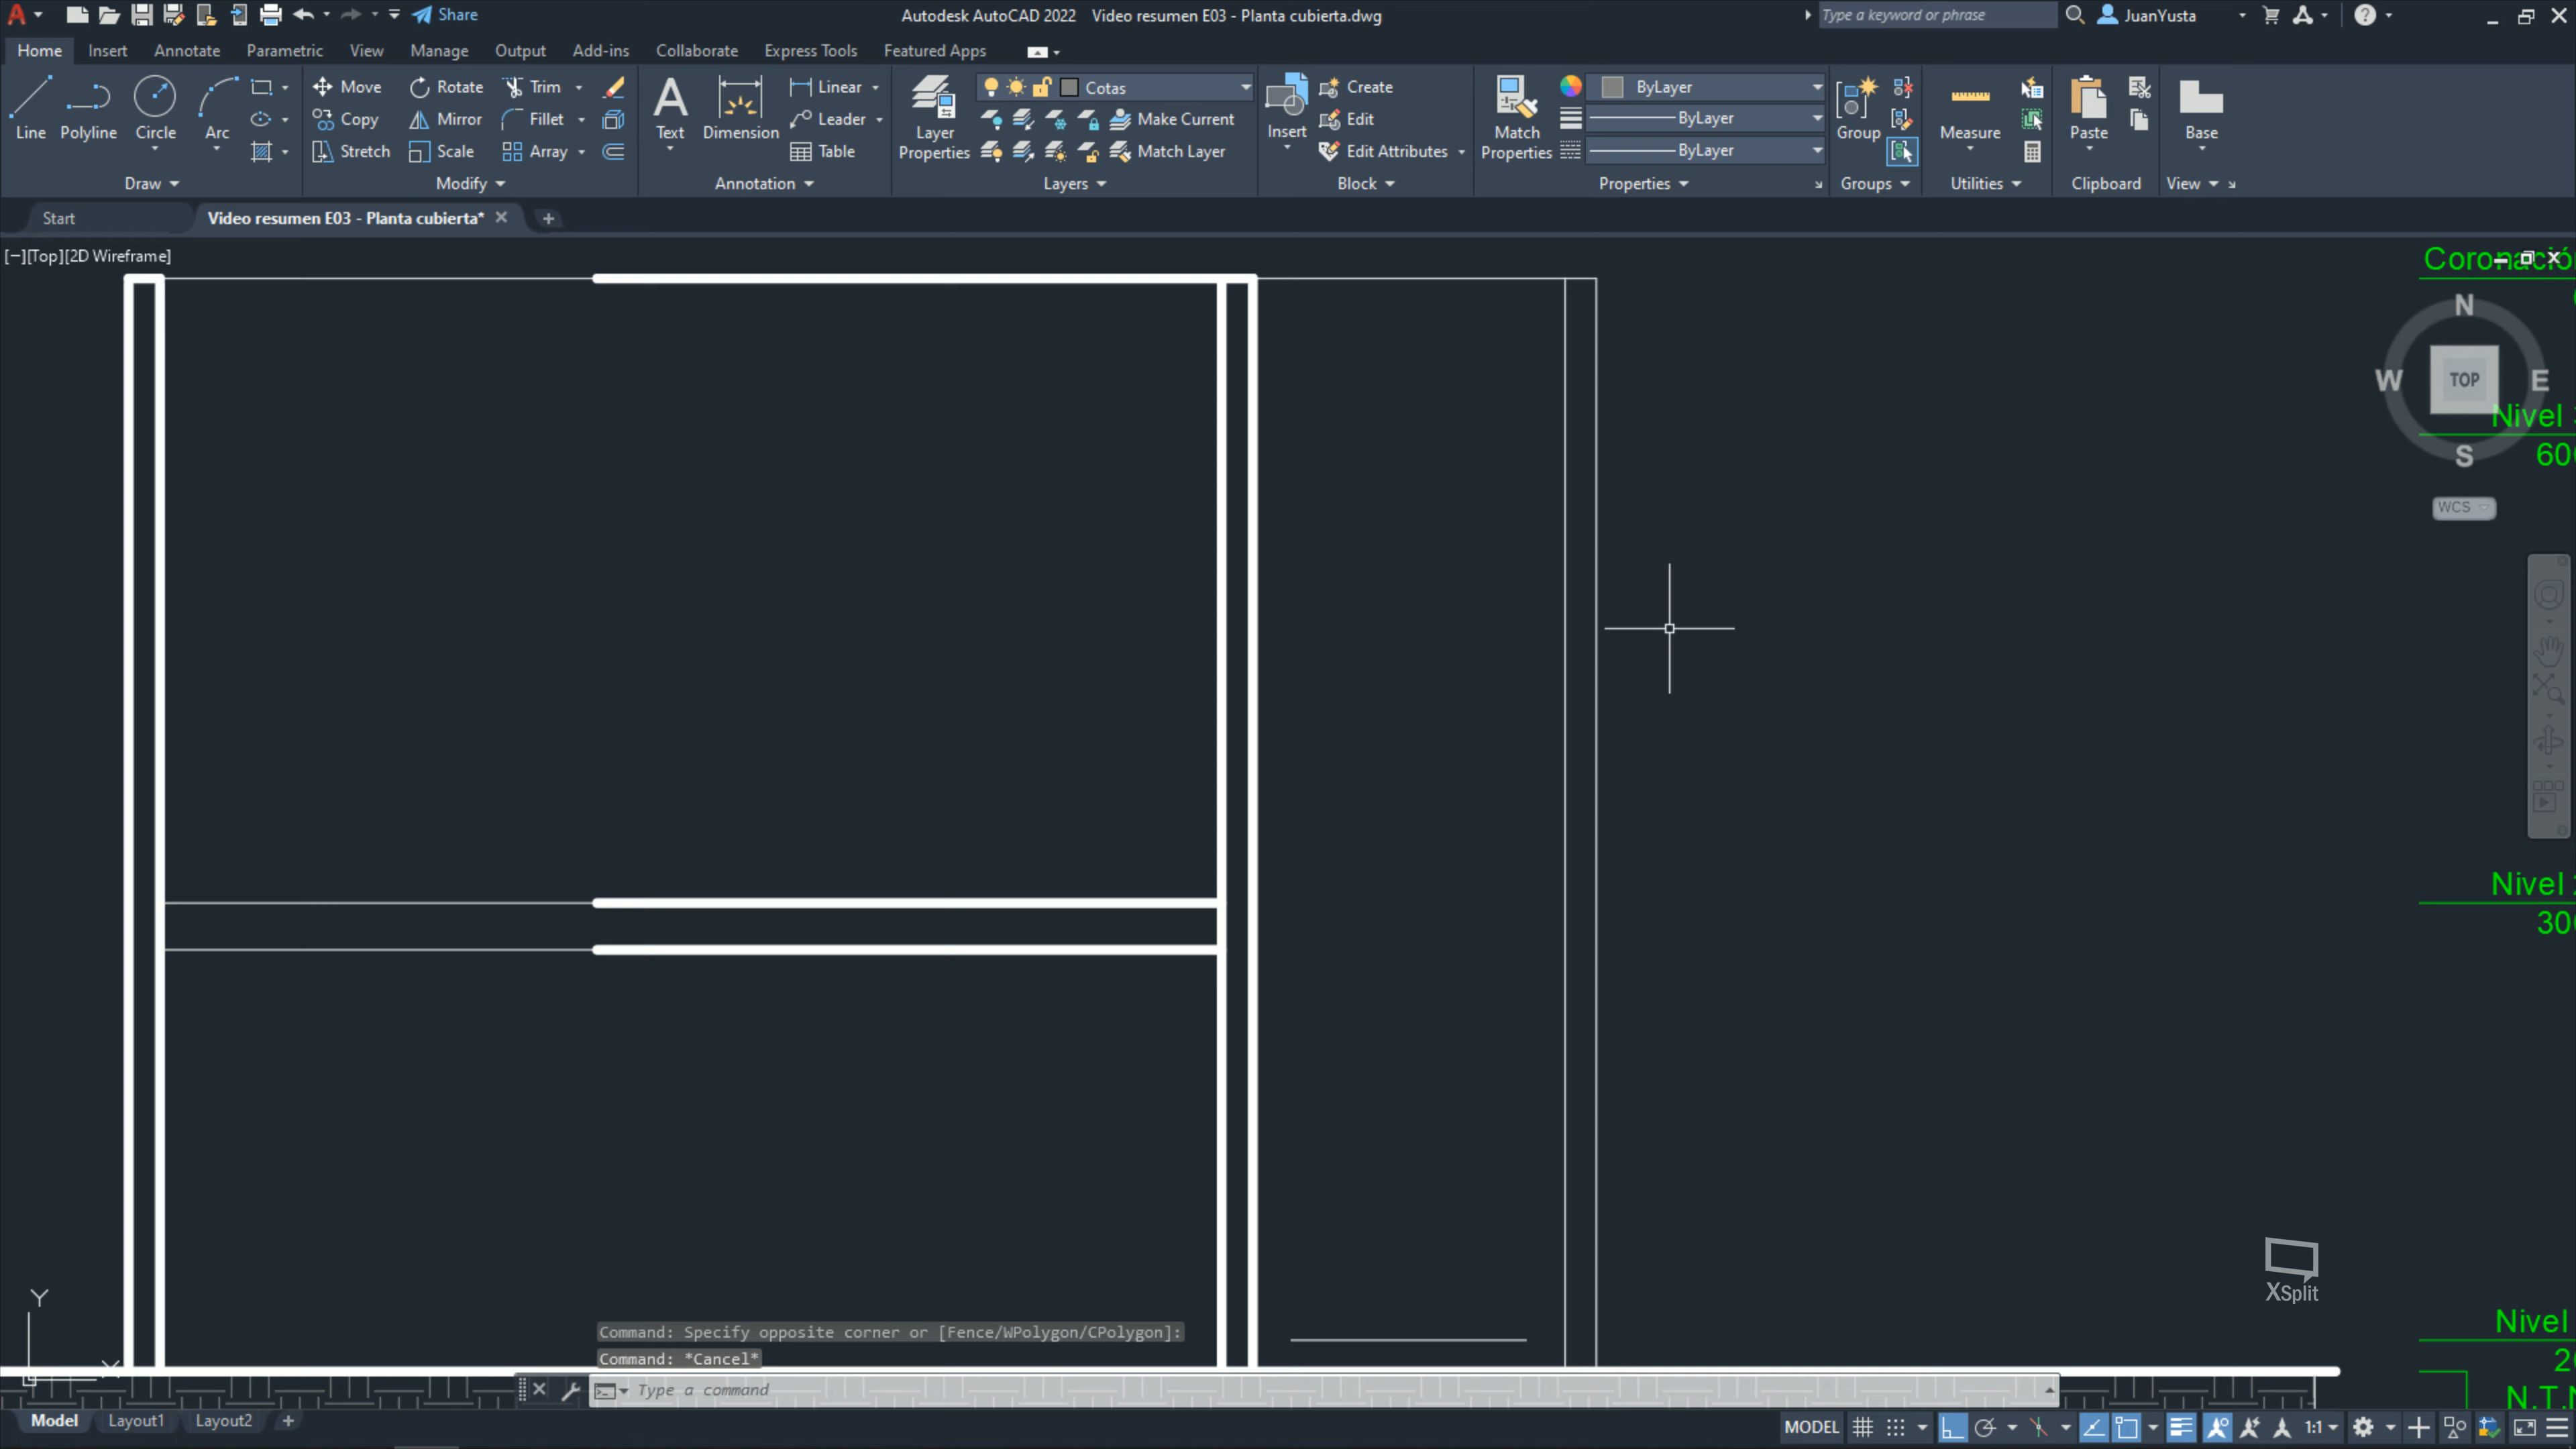 Share
Autodesk AutoCAD 2022 Video resumen E03 - Planta cubierta.dwg
Type a keyword or phrase
JuanYusta
Home Insert Annotate Parametric View Manage Output Add-ins Collaborate Express Tools Featured Apps
Line Polyline Circle Arc
Draw
Move Rotate Trim
Copy Mirror Fillet
Stretch Scale Array
Modify
Text Dimension
Linear
Leader
Table
Annotation
Layer Properties
Cotas
Make Current
Match Layer
Layers
Insert
Create
Edit
Edit Attributes
Block
Match Properties
ByLayer
ByLayer
ByLayer
Properties
Group
Groups
Measure
Utilities
Paste
Clipboard
Base
View
Start
Video resumen E03 - Planta cubierta*
[−][Top][2D Wireframe]
N
W TOP E
S
WCS
Nivel
Nivel
Nivel
N.T.N
XSplit
Y
X
Command: Specify opposite corner or [Fence/WPolygon/CPolygon]:
Command: *Cancel*
Type a command
Model Layout1 Layout2
MODEL
1:1